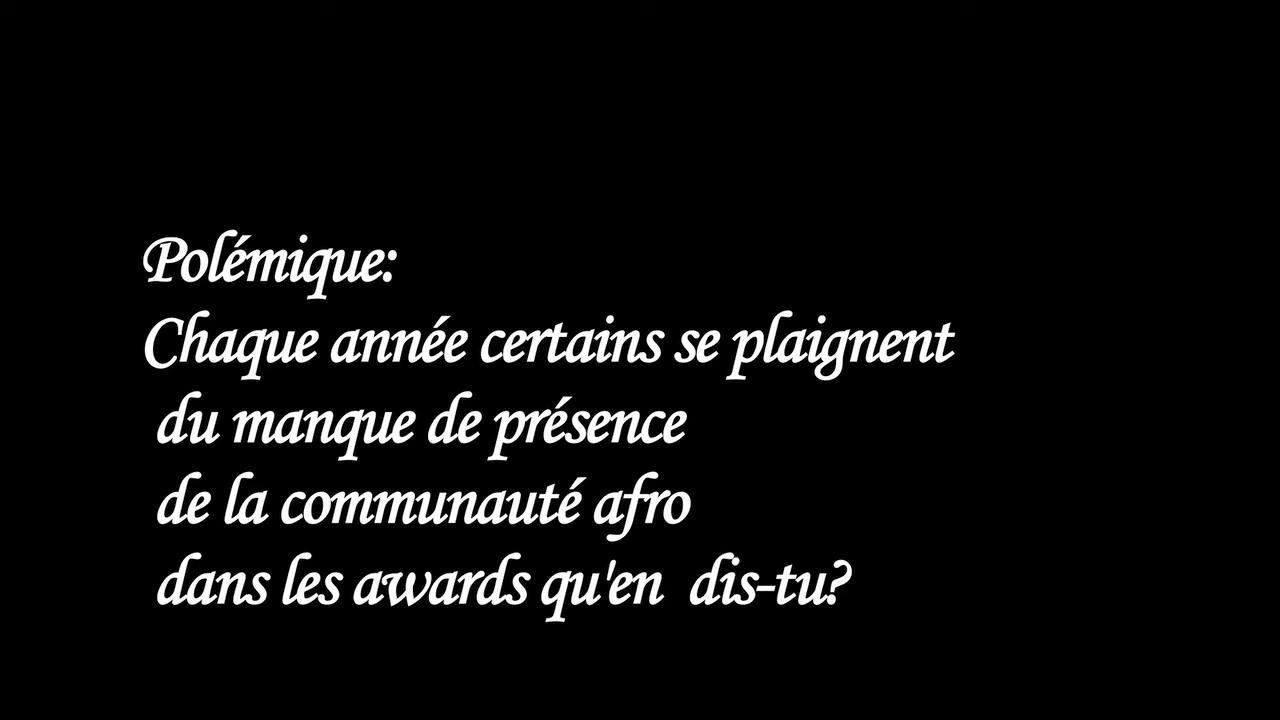 Polémique:
Chaque année certains se plaignent
du manque de présence
de la communauté afro
dans les awards qu'en  dis-tu?